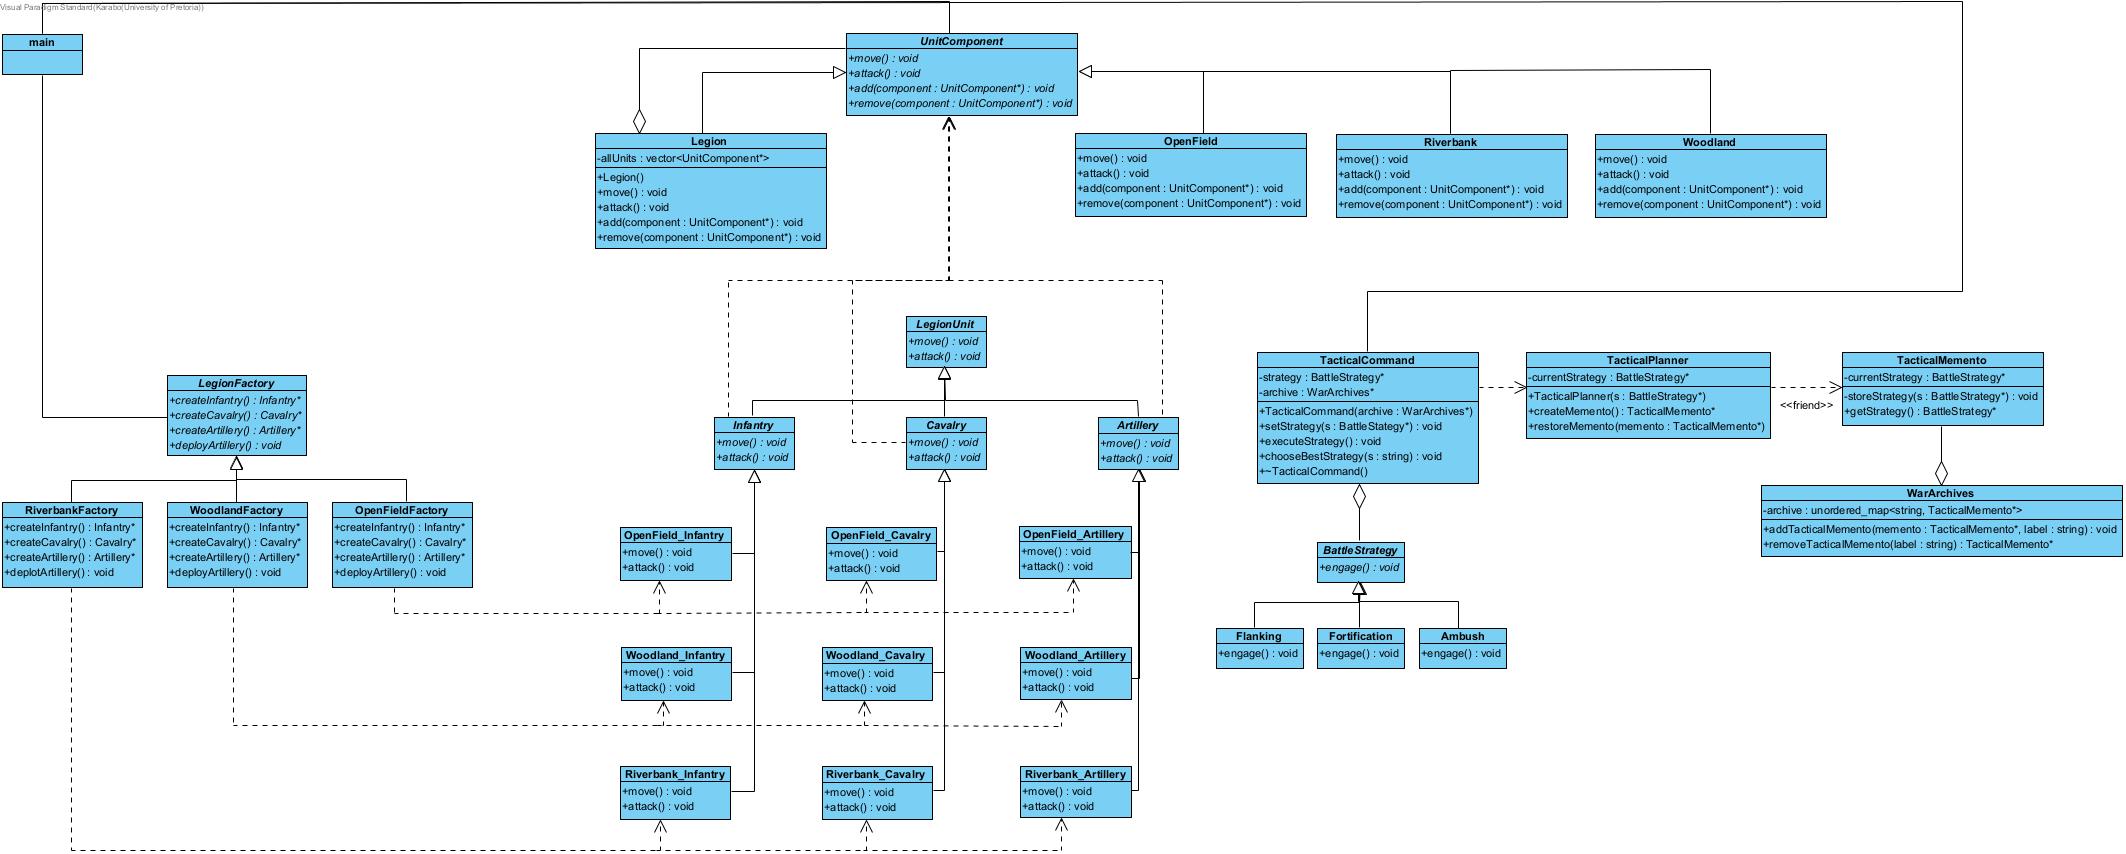 Visual Paradigm Standard(Karabo(University of Pretoria))
main
UnitComponent
+move() : void
+attack() : void
+add(component : UnitComponent*) : void
+remove(component : UnitComponent*) : void
Legion
-allUnits : vector<UnitComponent*>
+Legion()
+move() : void
+attack() : void
+add(component : UnitComponent*) : void
+remove(component : UnitComponent*) : void
OpenField
+move() : void
+attack() : void
+add(component : UnitComponent*) : void
+remove(component : UnitComponent*) : void
Riverbank
+move() : void
+attack() : void
+add(component : UnitComponent*) : void
+remove(component : UnitComponent*) : void
Woodland
+move() : void
+attack() : void
+add(component : UnitComponent*) : void
+remove(component : UnitComponent*) : void
LegionUnit
+move() : void
+attack() : void
LegionFactory
+createInfantry() : Infantry*
+createCavalry() : Cavalry*
+createArtillery() : Artillery*
+deployArtillery() : void
Infantry
+move() : void
+attack() : void
Cavalry
+move() : void
+attack() : void
Artillery
+move() : void
+attack() : void
TacticalCommand
-strategy : BattleStrategy*
-archive : WarArchives*
+TacticalCommand(archive : WarArchives*)
+setStrategy(s : BattleStategy*) : void
+executeStrategy() : void
+chooseBestStrategy(s : string) : void
+~TacticalCommand()
TacticalPlanner
-currentStrategy : BattleStrategy*
+TacticalPlanner(s : BattleStrategy*)
+createMemento() : TacticalMemento*
+restoreMemento(memento : TacticalMemento*)
<<friend>>
TacticalMemento
-currentStrategy : BattleStrategy*
-storeStrategy(s : BattleStrategy*) : void
+getStrategy() : BattleStrategy*
WarArchives
-archive : unordered_map<string, TacticalMemento*>
+addTacticalMemento(memento : TacticalMemento*, label : string) : void
+removeTacticalMemento(label : string) : TacticalMemento*
RiverbankFactory
+createInfantry() : Infantry*
+createCavalry() : Cavalry*
+createArtillery() : Artillery*
+deplotArtillery() : void
WoodlandFactory
+createInfantry() : Infantry*
+createCavalry() : Cavalry*
+createArtillery() : Artillery*
+deployArtillery() : void
OpenFieldFactory
+createInfantry() : Infantry*
+createCavalry() : Cavalry*
+createArtillery() : Artillery*
+deployArtillery() : void
OpenField_Infantry
+move() : void
+attack() : void
OpenField_Cavalry
+move() : void
+attack() : void
OpenField_Artillery
+move() : void
+attack() : void
BattleStrategy
+engage() : void
Flanking
+engage() : void
Fortification
+engage() : void
Ambush
+engage() : void
Woodland_Infantry
+move() : void
+attack() : void
Woodland_Cavalry
+move() : void
+attack() : void
Woodland_Artillery
+move() : void
+attack() : void
Riverbank_Infantry
+move() : void
+attack() : void
Riverbank_Cavalry
+move() : void
+attack() : void
Riverbank_Artillery
+move() : void
+attack() : void